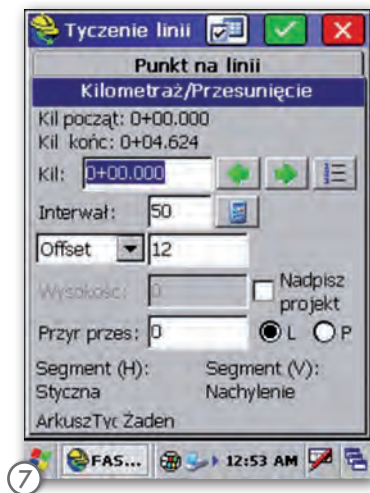 Tyczenie linii
Punkt na linii
Kilometraż/Przesunięcie
Kil począt: 0+00.000
Kil końc: 0+04.624
Kil: 0+00.000
Interwał: 50
Offset 12
Wysokość: 0 Nadpisz projekt
Przyr przes: 0 L P
Segment (H): Segment (V):
Styczna Nachylenie
ArkuszTyc Żaden
FAS... 12:53 AM
7